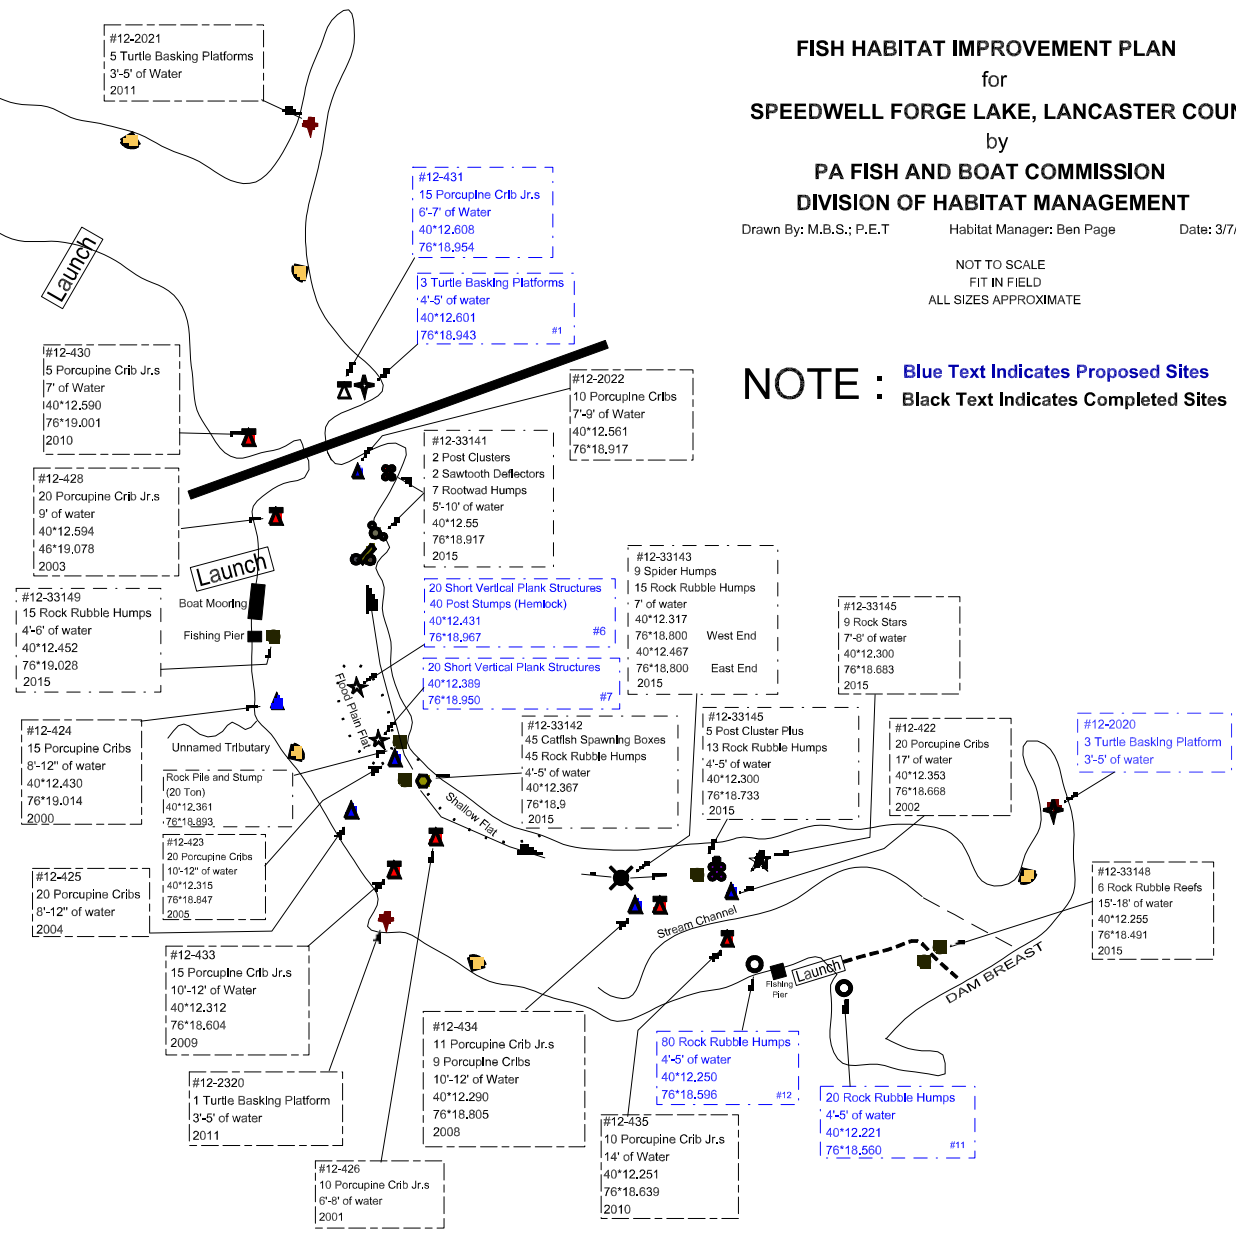 FISH HABITAT IMPROVEMENT PLAN
for
SPEEDWELL FORGE LAKE, LANCASTER COUN
by
PA FISH AND BOAT COMMISSION
DIVISION OF HABITAT MANAGEMENT
Drawn By: M.B.S.; P.E.T
Habitat Manager: Ben Page
Date: 3/7/
NOT TO SCALE
FIT IN FIELD
ALL SIZES APPROXIMATE
NOTE :
Blue Text Indicates Proposed Sites
Black Text Indicates Completed Sites
#12-2021
5 Turtle Basking Platforms
3'-5' of Water
2011
#12-431
15 Porcupine Crib Jr.s
6'-7' of Water
40*12.608
76*18.954
Launch
3 Turtle Basking Platforms
4'-5' of water
40*12.601
76*18.943
#1
#12-430
5 Porcupine Crib Jr.s
7' of Water
40*12.590
76*19.001
2010
#12-2022
10 Porcupine Cribs
7'-9' of Water
40*12.561
76*18.917
#12-33141
2 Post Clusters
2 Sawtooth Deflectors
7 Rootwad Humps
5'-10' of water
40*12.55
76*18.917
2015
#12-428
20 Porcupine Crib Jr.s
9' of water
40*12.594
46*19.078
2003
Launch
Boat Mooring
Fishing Pier
#12-33149
15 Rock Rubble Humps
4'-6' of water
40*12.452
76*19.028
2015
20 Short Vertical Plank Structures
40 Post Stumps (Hemlock)
40*12.431
76*18.967
#6
#12-33143
9 Spider Humps
15 Rock Rubble Humps
7' of water
40*12.317
76*18.800 West End
40*12.467
76*18.800 East End
2015
#12-33145
9 Rock Stars
7'-8' of water
40*12.300
76*18.683
2015
20 Short Vertical Plank Structures
40*12.389
76*18.950
#7
Flood Plain Flat
#12-424
15 Porcupine Cribs
8'-12" of water
40*12.430
76*19.014
2000
Unnamed Tributary
#12-33142
45 Catfish Spawning Boxes
45 Rock Rubble Humps
4'-5' of water
40*12.367
76*18.9
2015
#12-33145
5 Post Cluster Plus
13 Rock Rubble Humps
4'-5' of water
40*12.300
76*18.733
2015
#12-422
20 Porcupine Cribs
17' of water
40*12.353
76*18.668
2002
#12-2020
3 Turtle Basking Platform
3'-5' of water
Rock Pile and Stump
(20 Ton)
40*12.361
76*18.893
Shallow Flat
#12-423
20 Porcupine Cribs
10'-12" of water
40*12.315
76*18.847
2005
#12-425
20 Porcupine Cribs
8'-12" of water
2004
#12-33148
6 Rock Rubble Reefs
15'-18' of water
40*12.255
76*18.491
2015
Stream Channel
#12-433
15 Porcupine Crib Jr.s
10'-12' of Water
40*12.312
76*18.604
2009
Launch
Fishing
Pier
DAM BREAST
#12-434
11 Porcupine Crib Jr.s
9 Porcupine Cribs
10'-12' of Water
40*12.290
76*18.805
2008
80 Rock Rubble Humps
4'-5' of water
40*12.250
76*18.596
#12
#12-2320
1 Turtle Basking Platform
3'-5' of water
2011
20 Rock Rubble Humps
4'-5' of water
40*12.221
76*18.560
#11
#12-435
10 Porcupine Crib Jr.s
14' of Water
40*12.251
76*18.639
2010
#12-426
10 Porcupine Crib Jr.s
6'-8' of water
2001